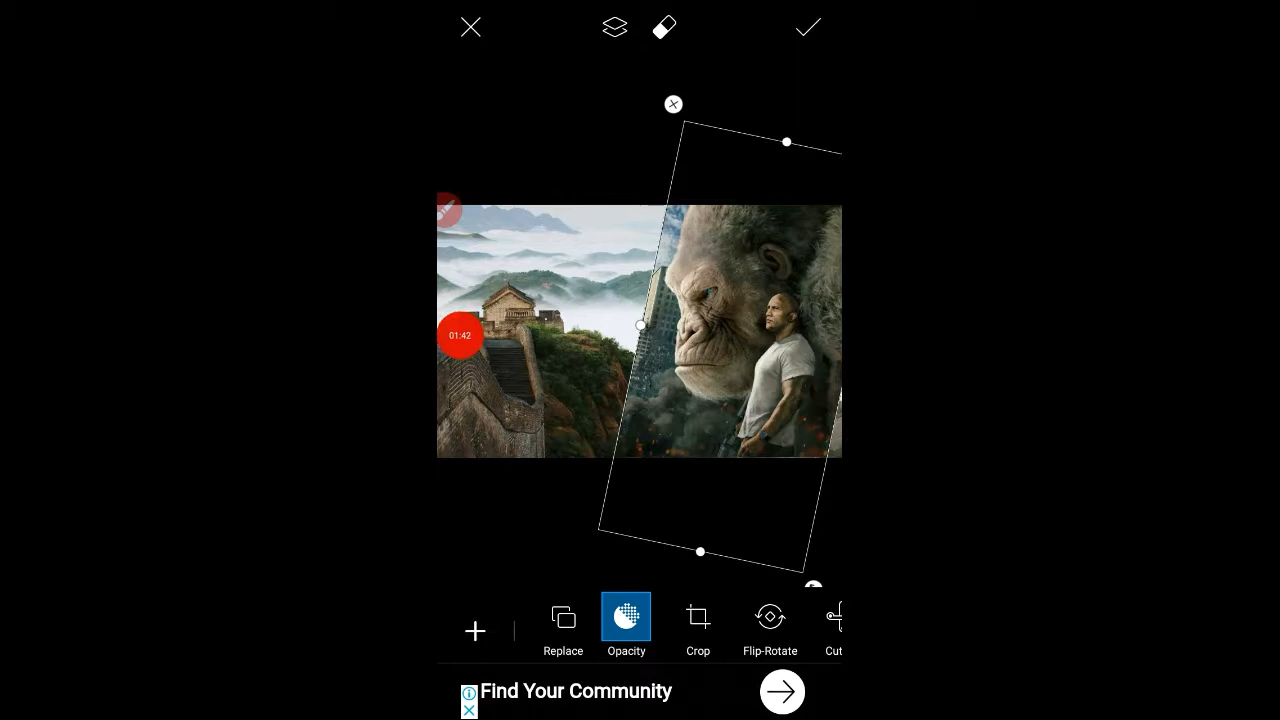 01:42
Replace
Opacity
Crop
Flip-Rotate
Cut
Find Your Community